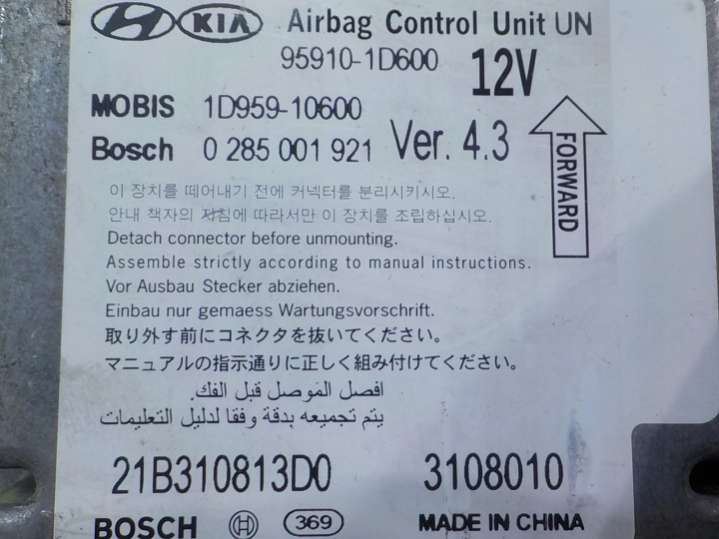 KIA Airbag Control Unit UN
95910-1D600 12V
MOBIS 1D959-10600
Bosch 0 285 001 921 Ver. 4.3
FORWARD
이 장치를 떼어내기 전에 커넥터를 분리시키시오.
안내 책자의 지침에 따라서만 이 장치를 조립하십시오.
Detach connector before unmounting.
Assemble strictly according to manual instructions.
Vor Ausbau Stecker abziehen.
Einbau nur gemaess Wartungsvorschrift.
取り外す前にコネクタを抜いてください。
マニュアルの指示通りに正しく組み付けてください。
افصل الموصل قبل الفك.
يتم تجميعه بدقة وفقا لدليل التعليمات
21B310813D0 3108010
BOSCH 369 MADE IN CHINA